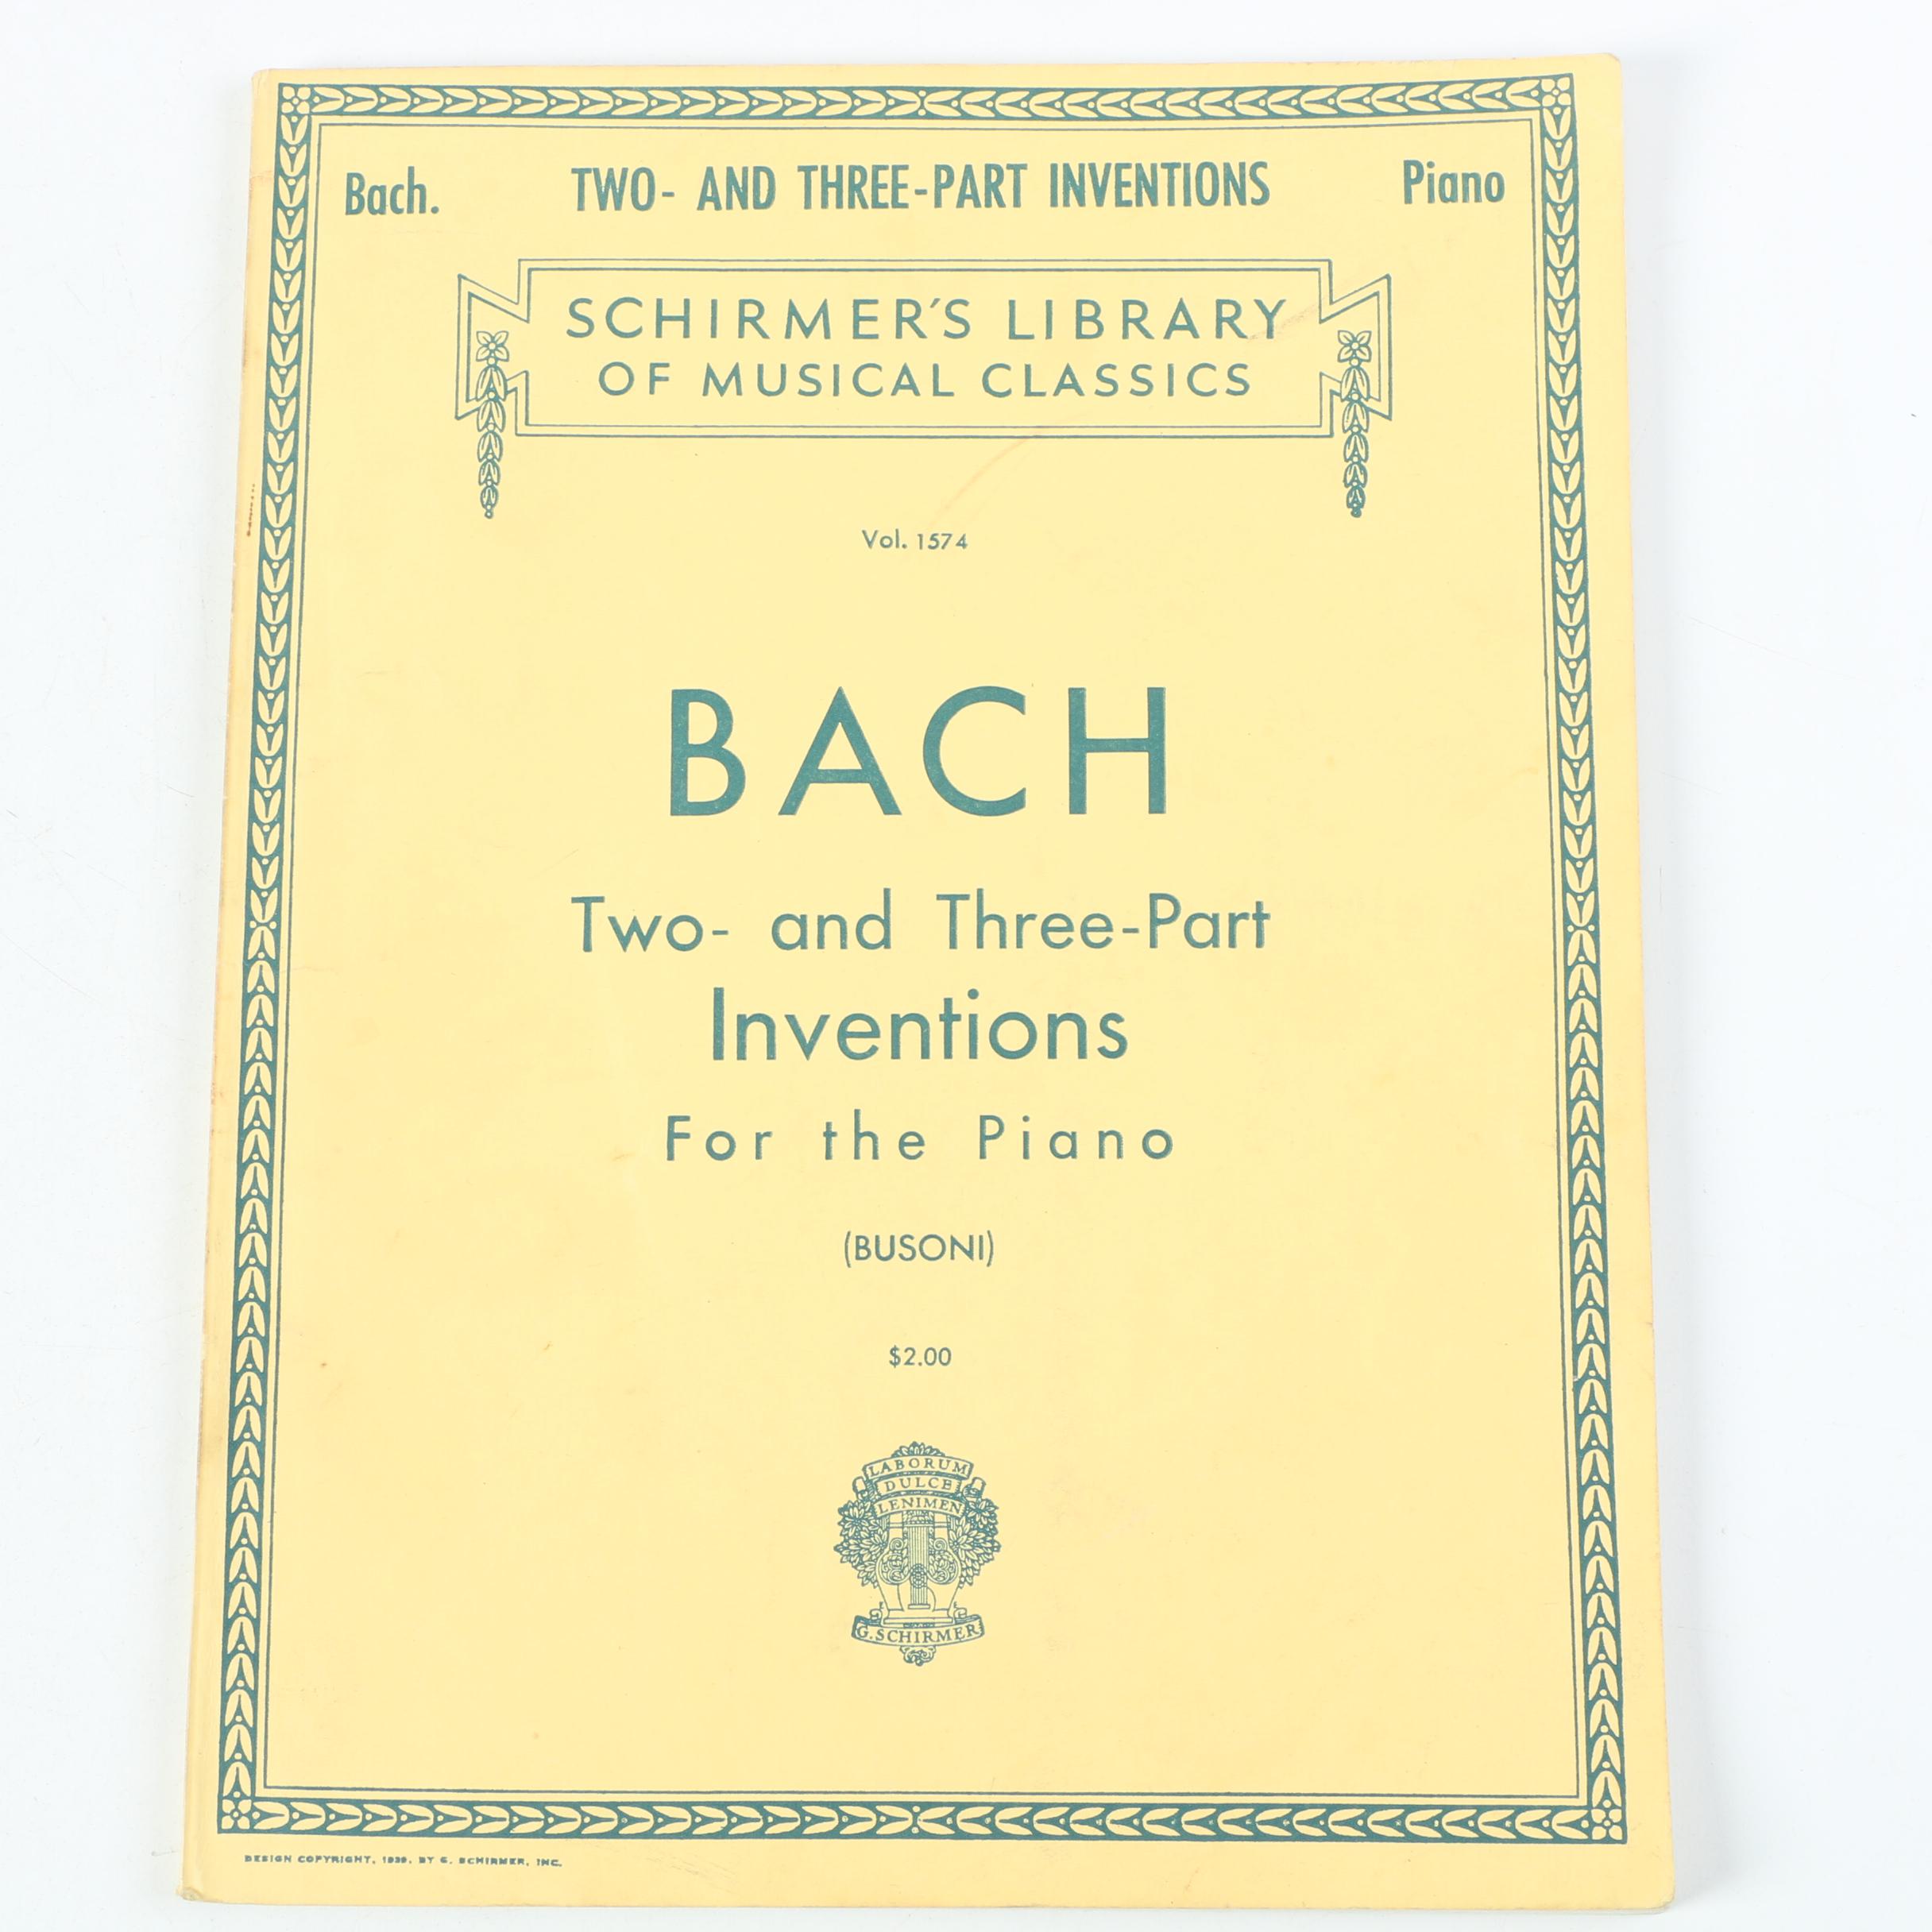 Bach. TWO- AND THREE-PART INVENTIONS Piano
SCHIRMER'S LIBRARY
OF MUSICAL CLASSICS
Vol. 1574
BACH
Two- and Three-Part
Inventions
For the Piano
(BUSONI)
$2.00
LABORUM
DULCE
LENIMEN
G. SCHIRMER
DESIGN COPYRIGHT, 1939, BY G. SCHIRMER, INC.